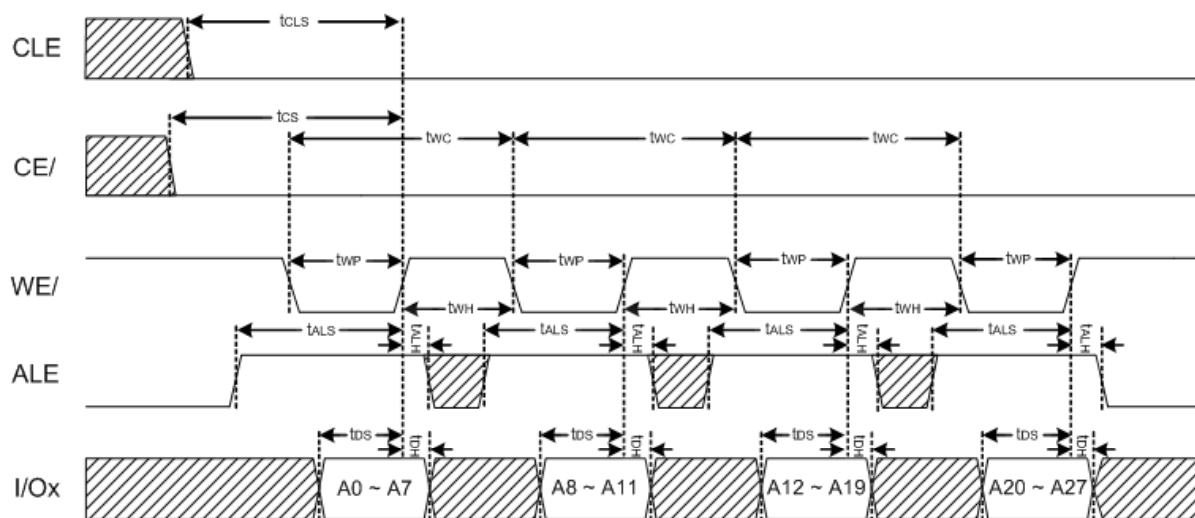 CLE
tCLS
CE/
tCS
tWC tWC tWC
WE/
tWP tWP tWP tWP
tWH tWH tWH
ALE
tALS tALH tALS tALH tALS tALH tALS tALH
I/Ox
tDS tDH tDS tDH tDS tDH tDS tDH
A0 ~ A7 A8 ~ A11 A12 ~ A19 A20 ~ A27